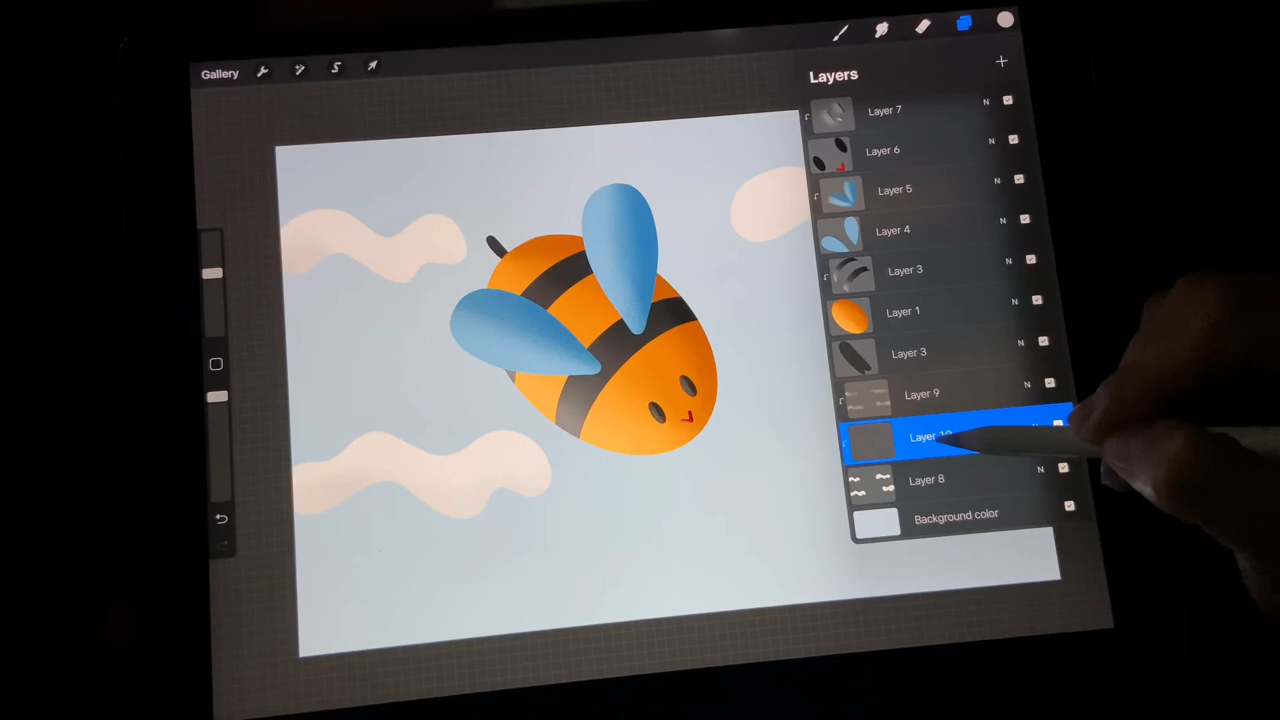 Gallery
Layers
Layer 7 N
Layer 6 N
Layer 5 N
Layer 4 N
Layer 3 N
Layer 1 N
Layer 3 N
Layer 9 N
Layer 10
Layer 8 N
Background color